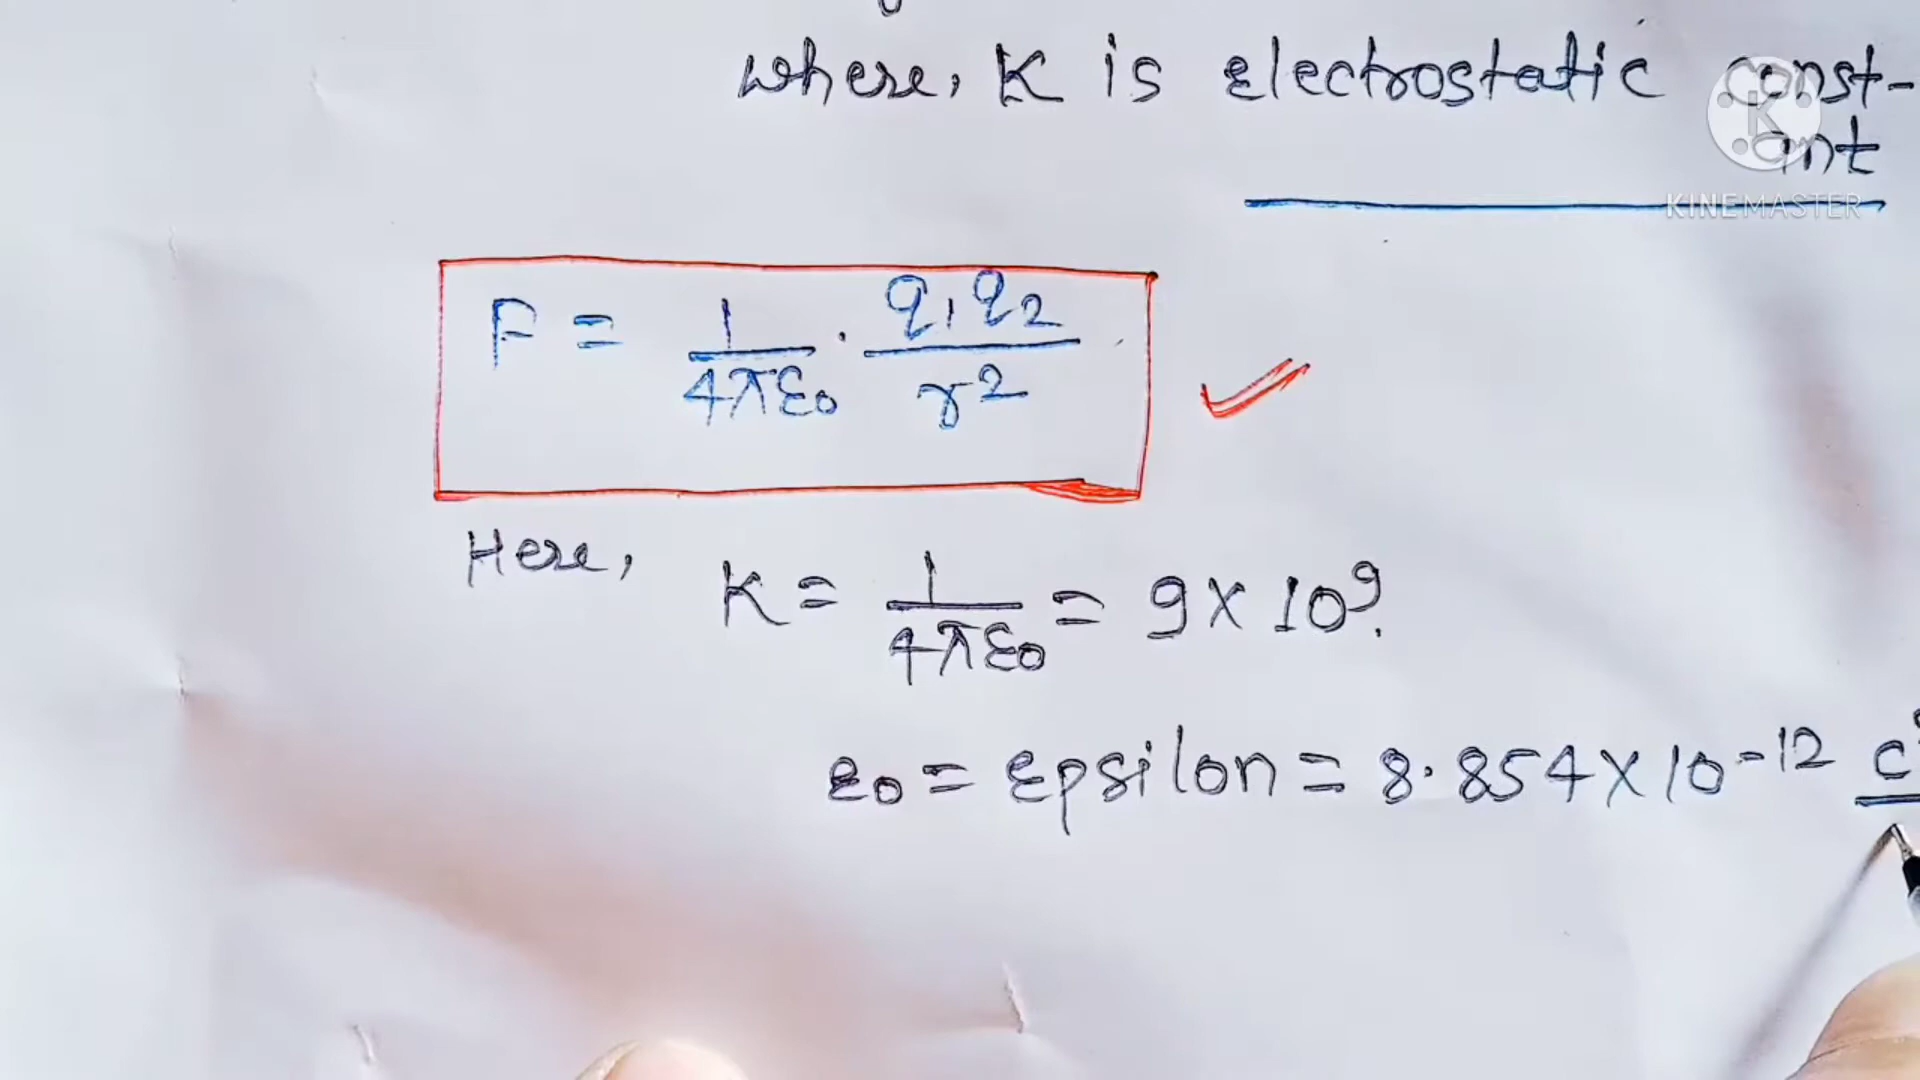 where, K is electrostatic const-
ant
KINEMASTER
F = 1/4πε₀ · q₁q₂/r²
Here, K = 1/4πε₀ = 9 × 10⁹.
ε₀ = Epsilon = 8.854 × 10⁻¹² C